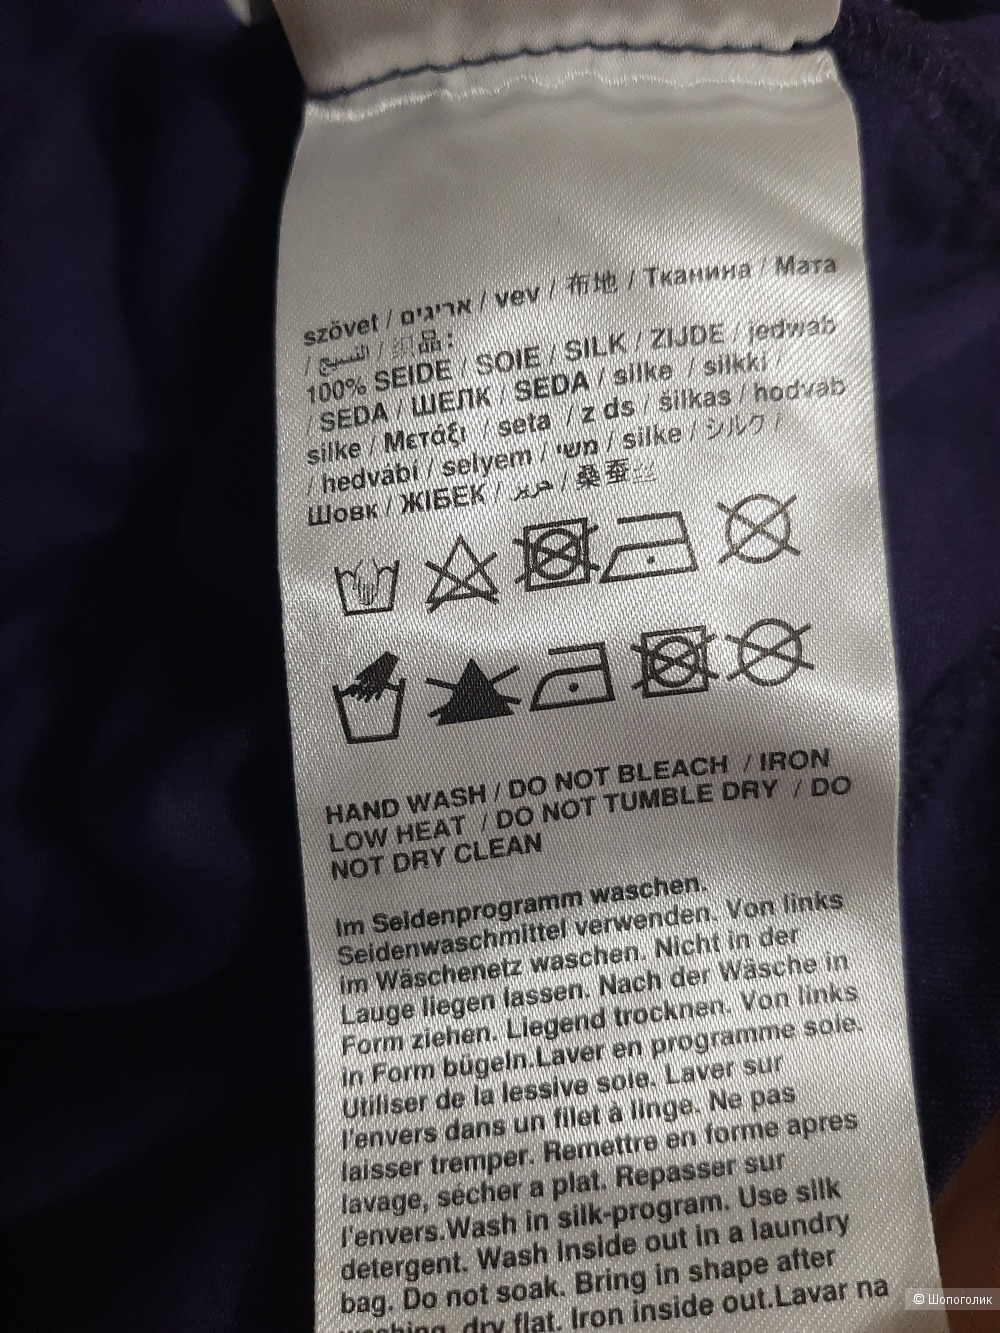 szövet / אריגים / vev / 布地 / Тканина / Мата
/ النسيج / 织品 :
100% SEIDE / SOIE / SILK / ZIJDE / jedwab
/ SEDA / ШЕЛК / SEDA / silke / silkki
silke / Μετάξι / seta / z ds / šilkas / hodvab
/ hedvábí / selyem / משי / silke / シルク /
Шовк / ЖІБЕК / حرير / 桑蚕丝
HAND WASH / DO NOT BLEACH / IRON
LOW HEAT / DO NOT TUMBLE DRY / DO
NOT DRY CLEAN
Im Seidenprogramm waschen.
Seidenwaschmittel verwenden. Von links
im Wäschenetz waschen. Nicht in der
Lauge liegen lassen. Nach der Wäsche in
Form ziehen. Liegend trocknen. Von links
in Form bügeln.Laver en programme soie.
Utiliser de la lessive soie. Laver sur
l'envers dans un filet à linge. Ne pas
laisser tremper. Remettre en forme apres
lavage, sécher a plat. Repasser sur
l'envers.Wash in silk-program. Use silk
detergent. Wash inside out in a laundry
bag. Do not soak. Bring in shape after
washing, dry flat. Iron inside out.Lavar na
© Шопоголик